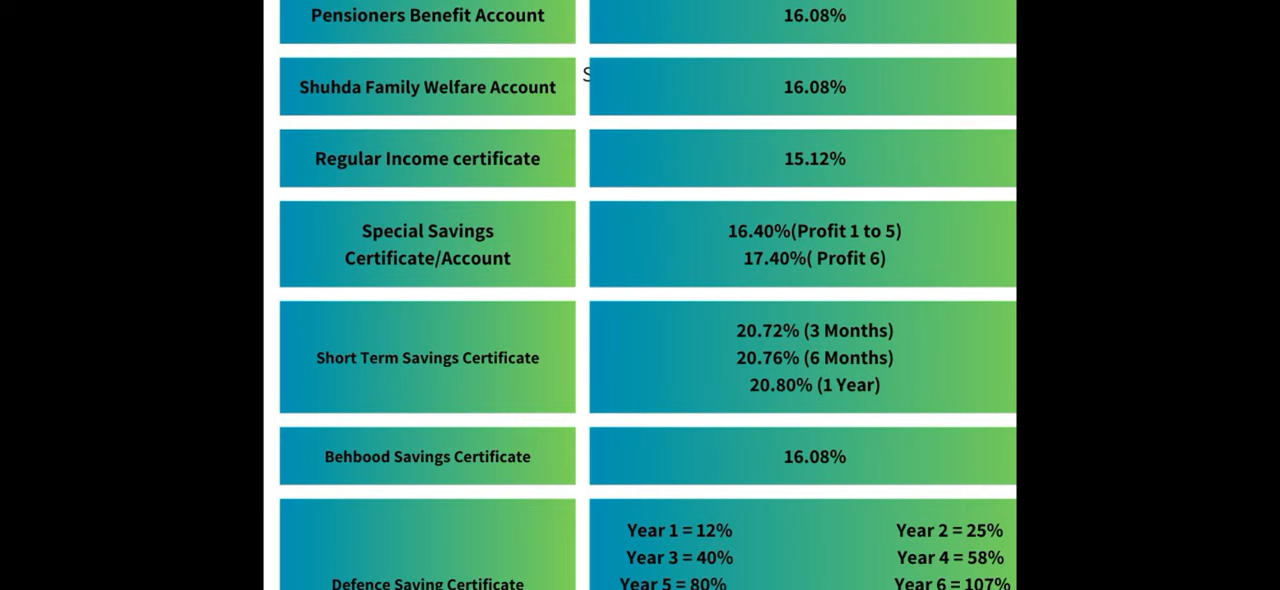 Pensioners Benefit Account
16.08%
S
Shuhda Family Welfare Account
16.08%
Regular Income certificate
15.12%
Special Savings
Certificate/Account
16.40%(Profit 1 to 5)
17.40%( Profit 6)
Short Term Savings Certificate
20.72% (3 Months)
20.76% (6 Months)
20.80% (1 Year)
Behbood Savings Certificate
16.08%
Defence Saving Certificate
Year 1 = 12% Year 2 = 25%
Year 3 = 40% Year 4 = 58%
Year 5 = 80% Year 6 = 107%